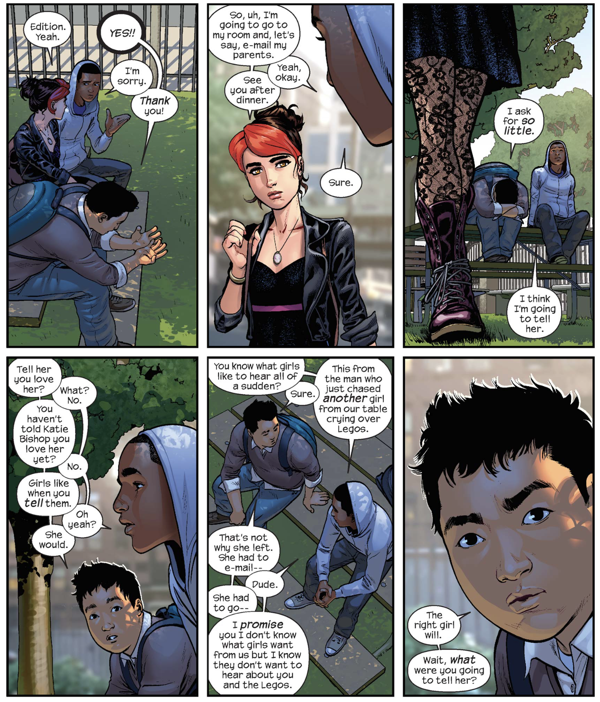 Edition.
Yeah.
YES!!
I'm
sorry.
Thank
you!
So, uh, I'm
going to go to
my room and, let's
say, e-mail my
parents.
Yeah,
okay.
See
you after
dinner.
Sure.
I ask
for so
little.
I think
I'm going
to tell
her.
Tell her
you love
her?
What?
No.
You
haven't
told Katie
Bishop you
love her
yet?
No.
Girls like
when you
tell them.
Oh
yeah?
She
would.
You know what girls
like to hear all of
a sudden?
Sure.
This from
the man who
just chased
another girl
from our table
crying over
Legos.
That's not
why she left.
She had to
e-mail--
Dude.
She had
to go--
I promise
you I don't know
what girls want
from us but I know
they don't want to
hear about you
and the Legos.
The
right girl
will.
Wait, what
were you going
to tell her?